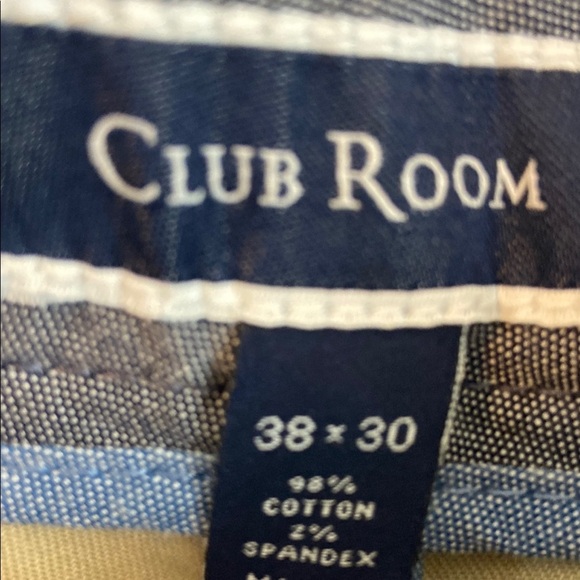 CLUB ROOM
38 x 30
98%
COTTON
2%
SPANDEX